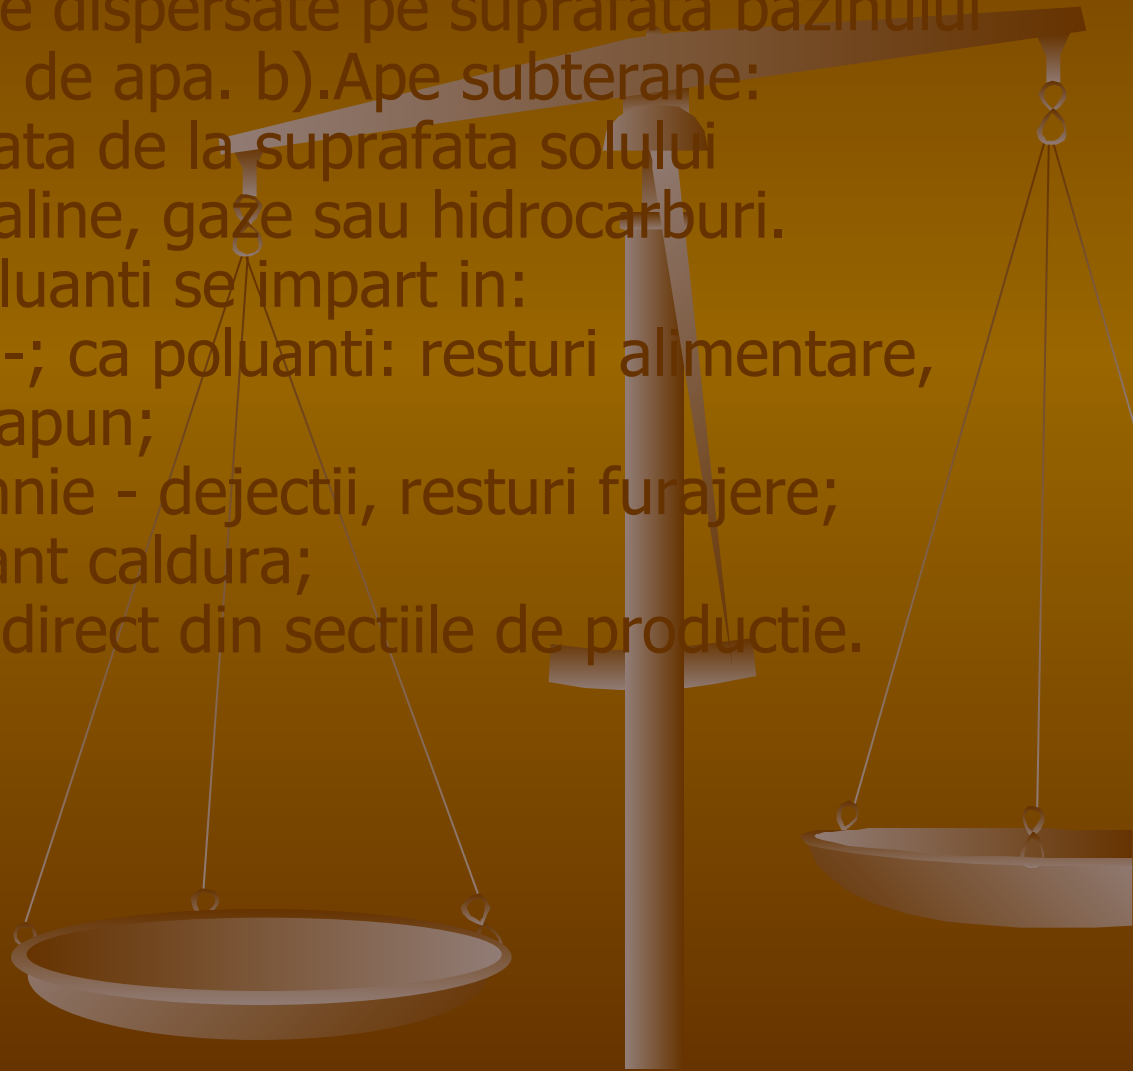 e dispersate pe suprafata bazinului
de apa. b).Ape subterane:
ata de la suprafata solului
aline, gaze sau hidrocarburi.
luanti se impart in:
-; ca poluanti: resturi alimentare,
apun;
nie - dejectii, resturi furajere;
ant caldura;
direct din sectiile de productie.